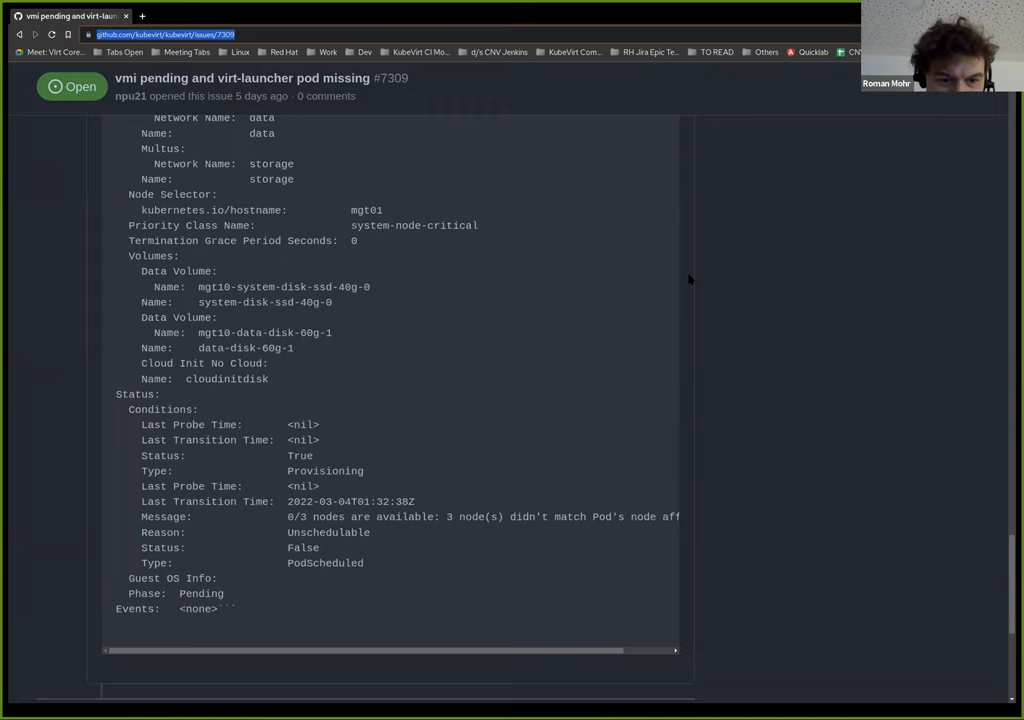 vmi pending and virt-laun
github.com/kubevirt/kubevirt/issues/7309
Meet: VIrt Core...
Tabs Open
Meeting Tabs
Linux
Red Hat
Work
Dev
KubeVirt CI Mo...
d/s CNV Jenkins
KubeVirt Com...
RH Jira Epic Te...
TO READ
Others
Quicklab
CNV
Roman Mohr
Open
vmi pending and virt-launcher pod missing #7309
npu21 opened this issue 5 days ago · 0 comments
Network Name: data
Name: data
Multus:
Network Name: storage
Name: storage
Node Selector:
kubernetes.io/hostname: mgt01
Priority Class Name: system-node-critical
Termination Grace Period Seconds: 0
Volumes:
Data Volume:
Name: mgt10-system-disk-ssd-40g-0
Name: system-disk-ssd-40g-0
Data Volume:
Name: mgt10-data-disk-60g-1
Name: data-disk-60g-1
Cloud Init No Cloud:
Name: cloudinitdisk
Status:
Conditions:
Last Probe Time: <nil>
Last Transition Time: <nil>
Status: True
Type: Provisioning
Last Probe Time: <nil>
Last Transition Time: 2022-03-04T01:32:38Z
Message: 0/3 nodes are available: 3 node(s) didn't match Pod's node aff
Reason: Unschedulable
Status: False
Type: PodScheduled
Guest OS Info:
Phase: Pending
Events: <none>```